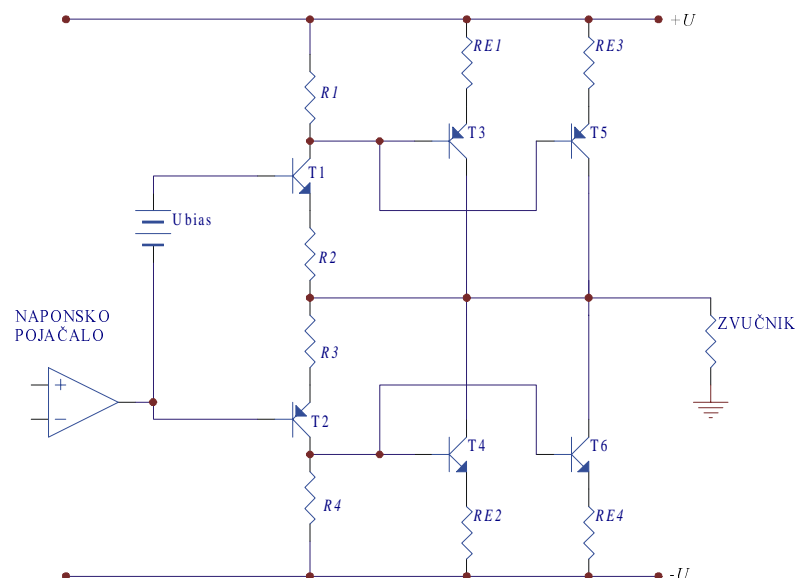 +U
RE1
RE3
R1
T3
T5
T1
Ubias
R2
NAPONSKO
POJAČALO
ZVUČNIK
R3
+
−
T2
T4
T6
R4
RE2
RE4
-U